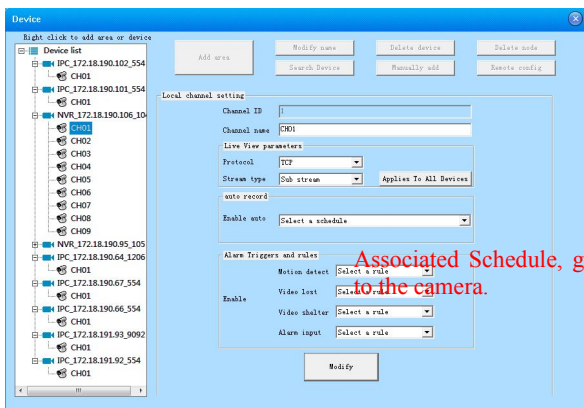 Device
Right click to add area or device
Device list
IPC_172.18.190.102_554
CH01
IPC_172.18.190.101_554
CH01
NVR_172.18.190.106_10
CH01
CH02
CH03
CH04
CH05
CH06
CH07
CH08
CH09
NVR_172.18.190.95_105
IPC_172.18.190.64_1206
CH01
IPC_172.18.190.67_554
CH01
IPC_172.18.190.66_554
CH01
IPC_172.18.191.93_9092
CH01
IPC_172.18.191.92_554
CH01
Add area
Modify name
Delete device
Delete node
Search Device
Manually add
Remote config
Local channel setting
Channel ID 1
Channel name CH01
Live View parameters
Protocol TCP
Stream type Sub stream Applies To All Devices
auto record
Enable auto Select a schedule
Alarm Triggers and rules
Associated Schedule, g
to the camera.
Enable
Motion detect Select a rule
Video lost Select a rule
Video shelter Select a rule
Alarm input Select a rule
Modify